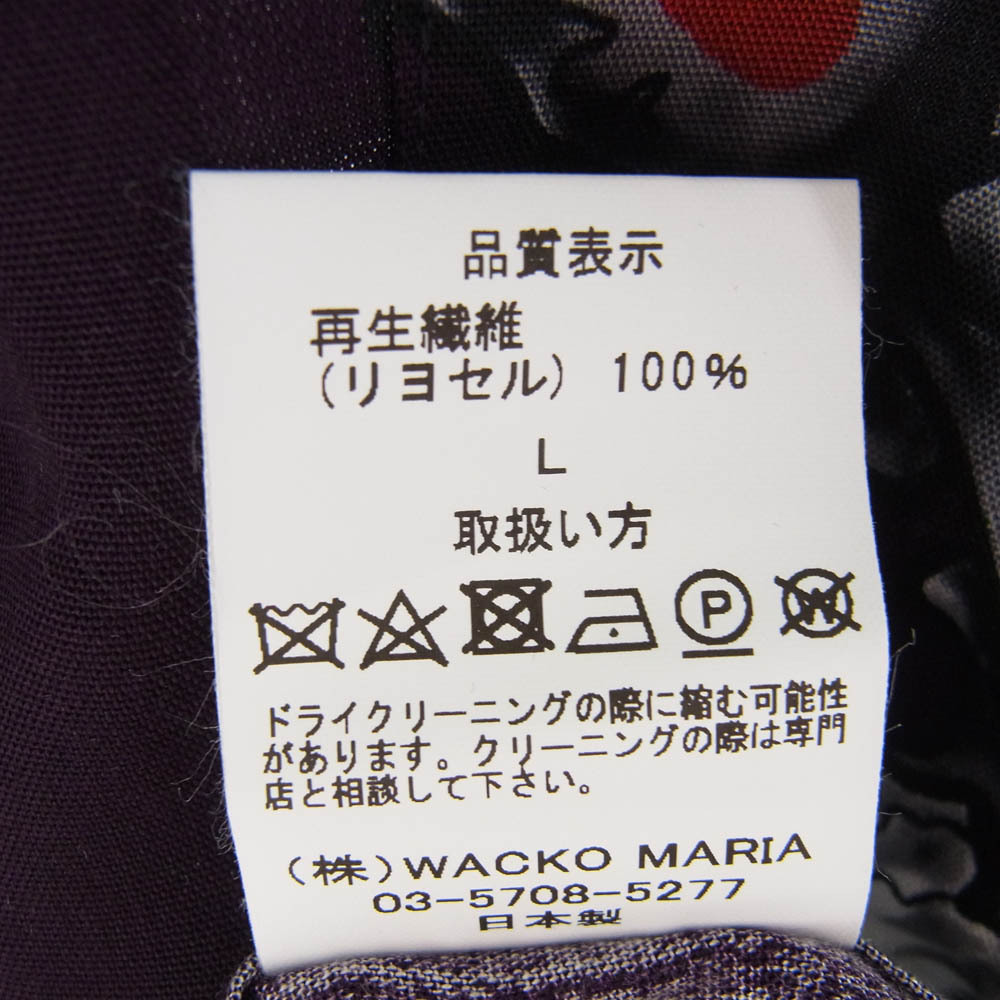 品質表示
再生繊維
(リヨセル) 100%
L
取扱い方
P
W
ドライクリーニングの際に縮む可能性
があります。クリーニングの際は専門
店と相談して下さい。
(株)WACKO MARIA
03-5708-5277
日本製